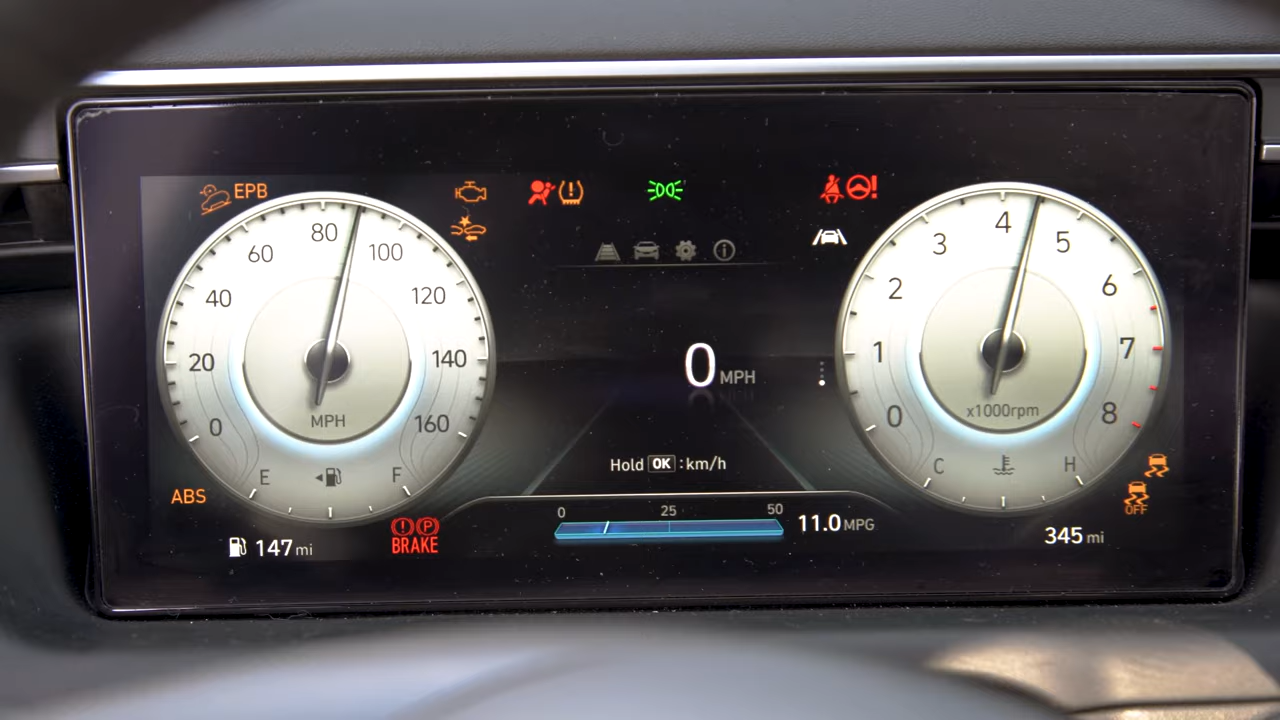 EPB
80
100
60
120
40
140
20
160
0
MPH
E
F
ABS
147 mi
BRAKE
P
0 MPH
Hold OK : km/h
0
25
50
11.0 MPG
4
3
5
2
6
1
7
0
8
x1000rpm
C
H
OFF
345 mi